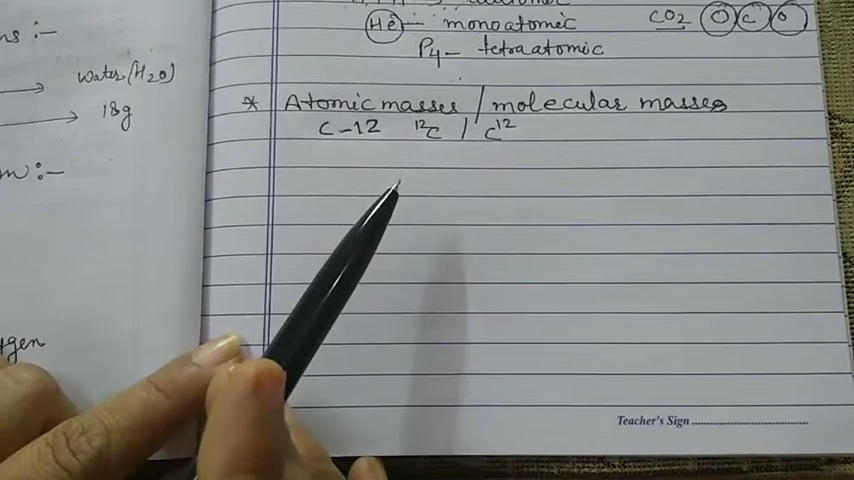 ns :-
water (H2O)
18g
m :-
gen
He - monoatomic
CO2 O C O
P4 - tetraatomic
* Atomic masses / molecular masses
C-12 ¹²C / C¹²
Teacher's Sign